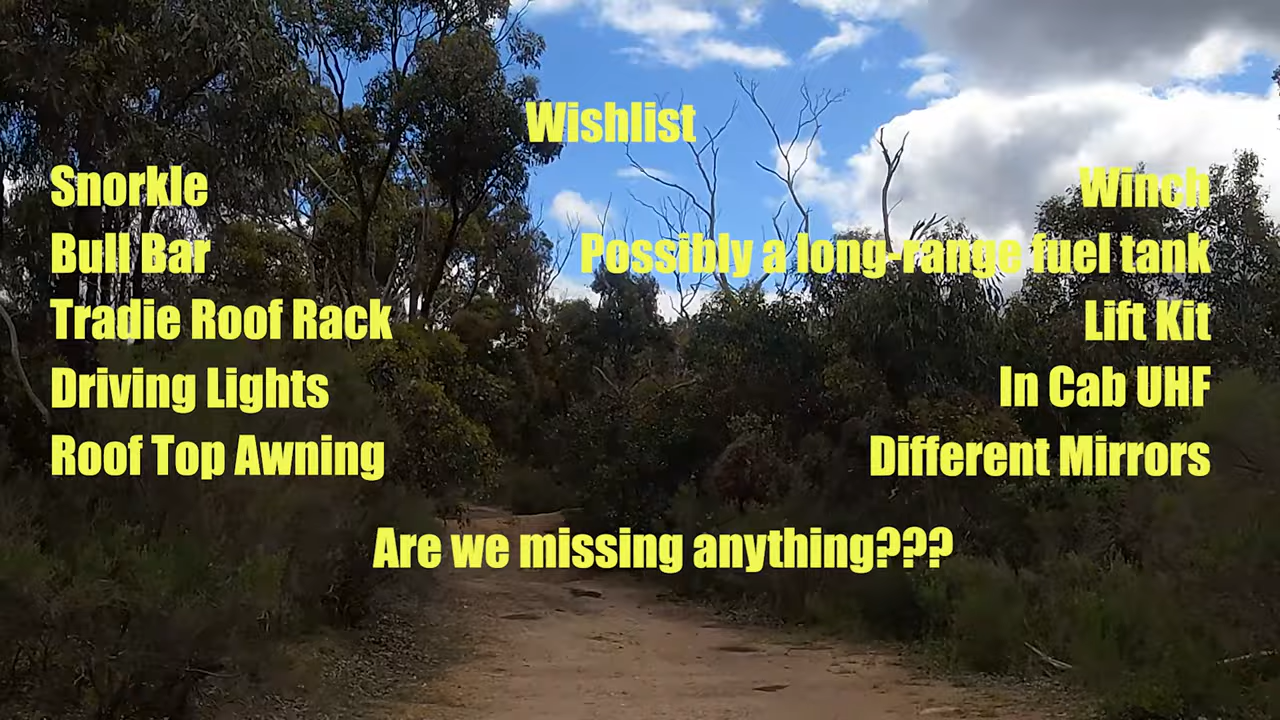 Wishlist
Snorkle
Bull Bar
Tradie Roof Rack
Driving Lights
Roof Top Awning
Winch
Possibly a long-range fuel tank
Lift Kit
In Cab UHF
Different Mirrors
Are we missing anything???